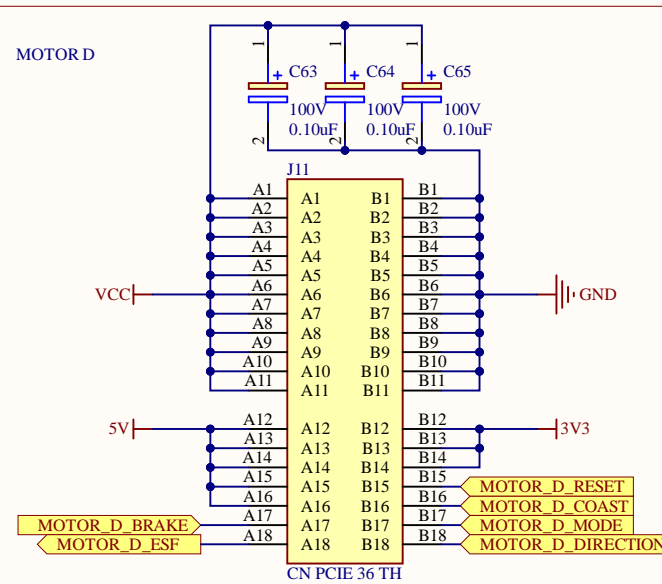 MOTOR D
1 1 1
+ C63 + C64 + C65
100V 100V 100V
0.10uF 0.10uF 0.10uF
2 2 2
J11
A1 A1 B1 B1
A2 A2 B2 B2
A3 A3 B3 B3
A4 A4 B4 B4
A5 A5 B5 B5
VCC A6 A6 B6 B6 GND
A7 A7 B7 B7
A8 A8 B8 B8
A9 A9 B9 B9
A10 A10 B10 B10
A11 A11 B11 B11
5V A12 A12 B12 B12 3V3
A13 A13 B13 B13
A14 A14 B14 B14
A15 A15 B15 B15 MOTOR_D_RESET
A16 A16 B16 B16 MOTOR_D_COAST
MOTOR_D_BRAKE A17 A17 B17 B17 MOTOR_D_MODE
MOTOR_D_ESF A18 A18 B18 B18 MOTOR_D_DIRECTION
CN PCIE 36 TH